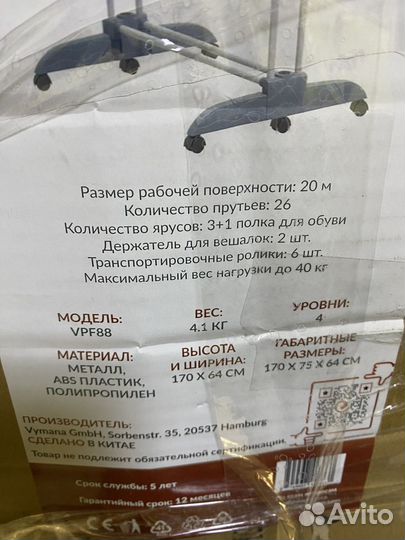 Размер рабочей поверхности: 20 м
Количество прутьев: 26
Количество ярусов: 3+1 полка для обуви
Держатель для вешалок: 2 шт.
Транспортировочные ролики: 6 шт.
Максимальный вес нагрузки до 40 кг
МОДЕЛЬ:
VPF88
ВЕС:
4.1 КГ
УРОВНИ:
4
МАТЕРИАЛ:
МЕТАЛЛ,
ABS ПЛАСТИК,
ПОЛИПРОПИЛЕН
ВЫСОТА
И ШИРИНА:
170 X 64 СМ
ГАБАРИТНЫЕ
РАЗМЕРЫ:
170 X 75 X 64 СМ
ПРОИЗВОДИТЕЛЬ:
Vymana GmbH, Sorbenstr. 35, 20537 Hamburg
СДЕЛАНО В КИТАЕ
Товар не подлежит обязательной сертификации.
Срок службы: 5 лет
Гарантийный срок: 12 месяцев
CE
Avito